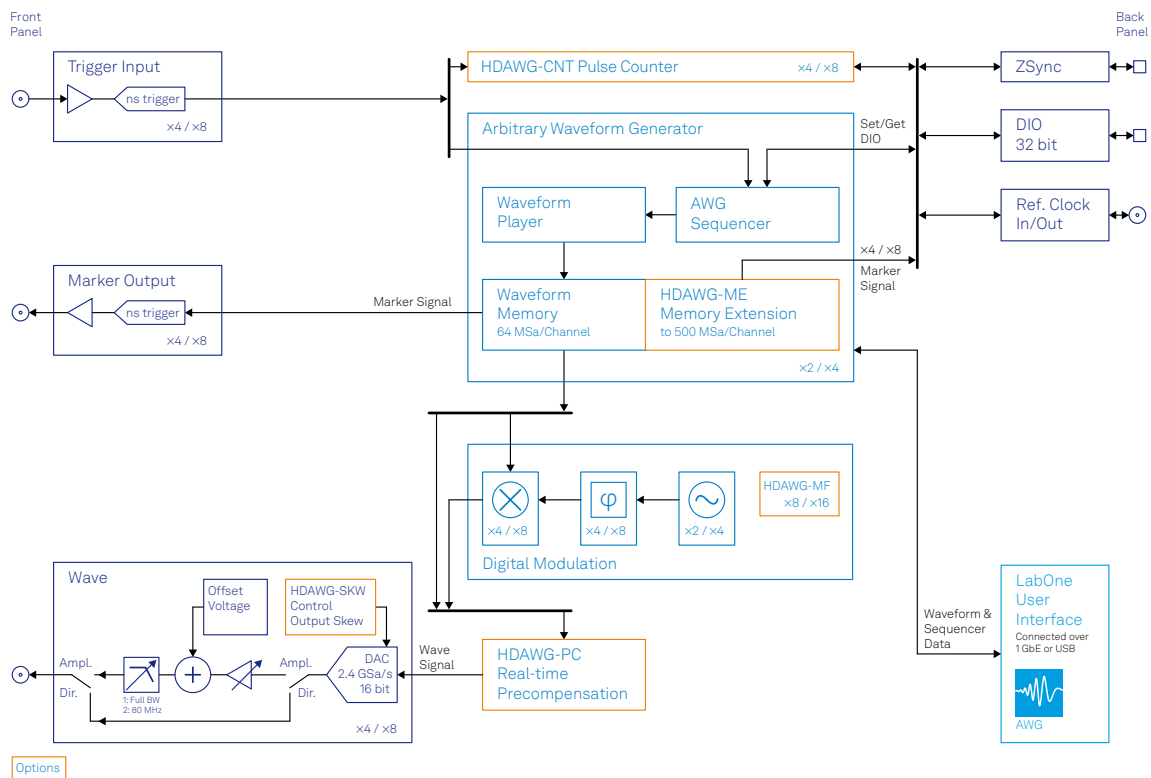 Front
Panel
Back
Panel
Trigger Input
ns trigger
×4 / ×8
HDAWG-CNT Pulse Counter
×4 / ×8
ZSync
Arbitrary Waveform Generator
Set/Get
DIO
DIO
32 bit
Waveform
Player
AWG
Sequencer
Ref. Clock
In/Out
×4 / ×8
Marker
Signal
Marker Output
ns trigger
×4 / ×8
Marker Signal
Waveform
Memory
64 MSa/Channel
HDAWG-ME
Memory Extension
to 500 MSa/Channel
×2 / ×4
×4 / ×8
φ
×4 / ×8
×2 / ×4
HDAWG-MF
×8 / ×16
Digital Modulation
Wave
Offset
Voltage
HDAWG-SKW
Control
Output Skew
Ampl.
Dir.
1: Full BW
2: 80 MHz
Ampl.
Dir.
DAC
2.4 GSa/s
16 bit
×4 / ×8
Wave
Signal
HDAWG-PC
Real-time
Precompensation
Waveform &
Sequencer
Data
LabOne
User
Interface
Connected over
1 GbE or USB
AWG
Options